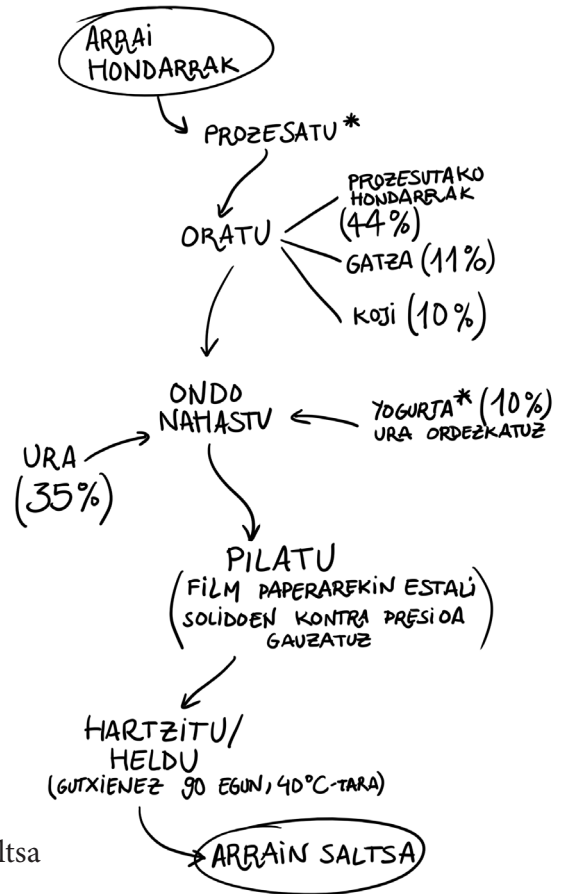 ARRAI
HONDARRAK
PROZESATU*
ORATU
PROZESUTAKO
HONDARRAK
(44%)
GATZA (11%)
KOJI (10%)
ONDO
NAHASTU
YOGURTA* (10%)
URA ORDEZKATUZ
URA
(35%)
PILATU
(FILM PAPERAREKIN ESTALI
SOLIDOEN KONTRA PRESIOA
GAUZATUZ)
HARTZITU/
HELDU
(GUTXIENEZ 90 EGUN, 40°C-TARA)
ltsa
ARRAIN SALTSA